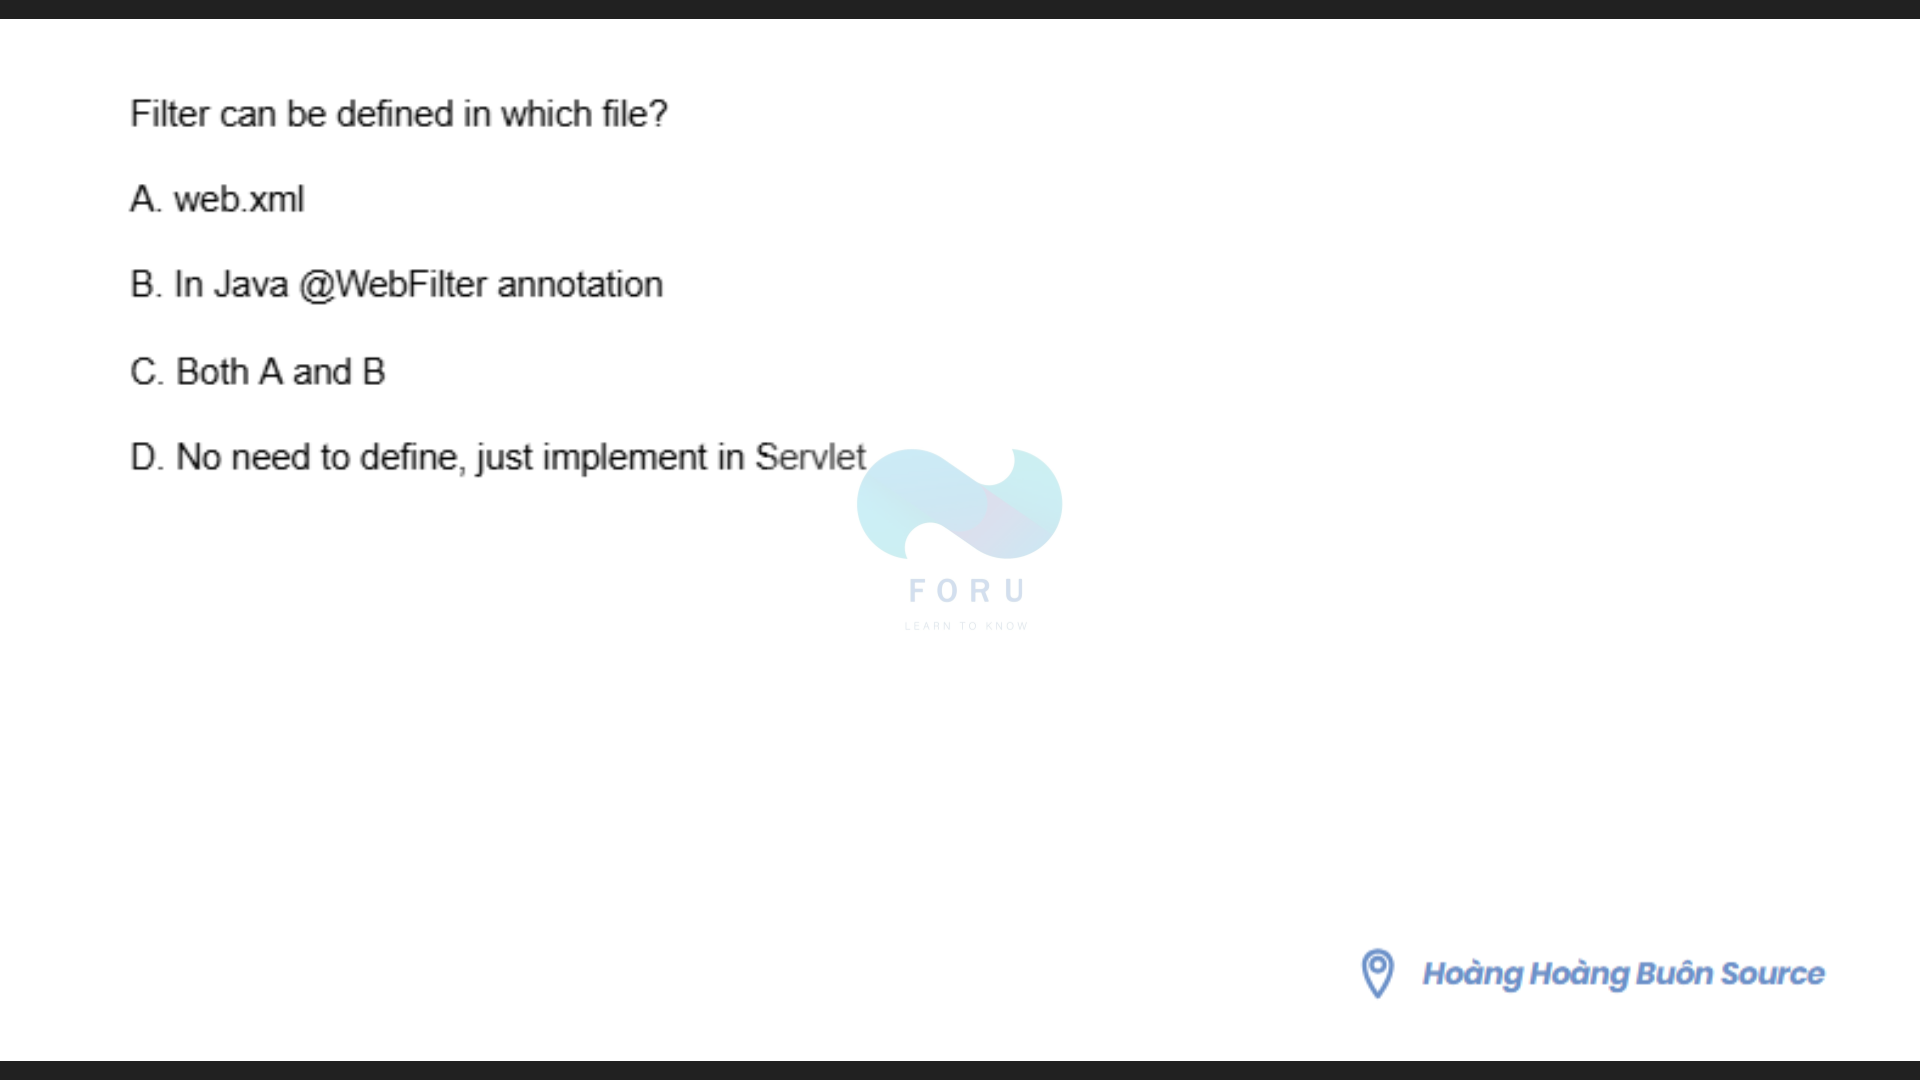 Filter can be defined in which file?
A. web.xml
B. In Java @WebFilter annotation
C. Both A and B
D. No need to define, just implement in Servlet
FORU
LEARN TO KNOW
Hoàng Hoàng Buôn Source